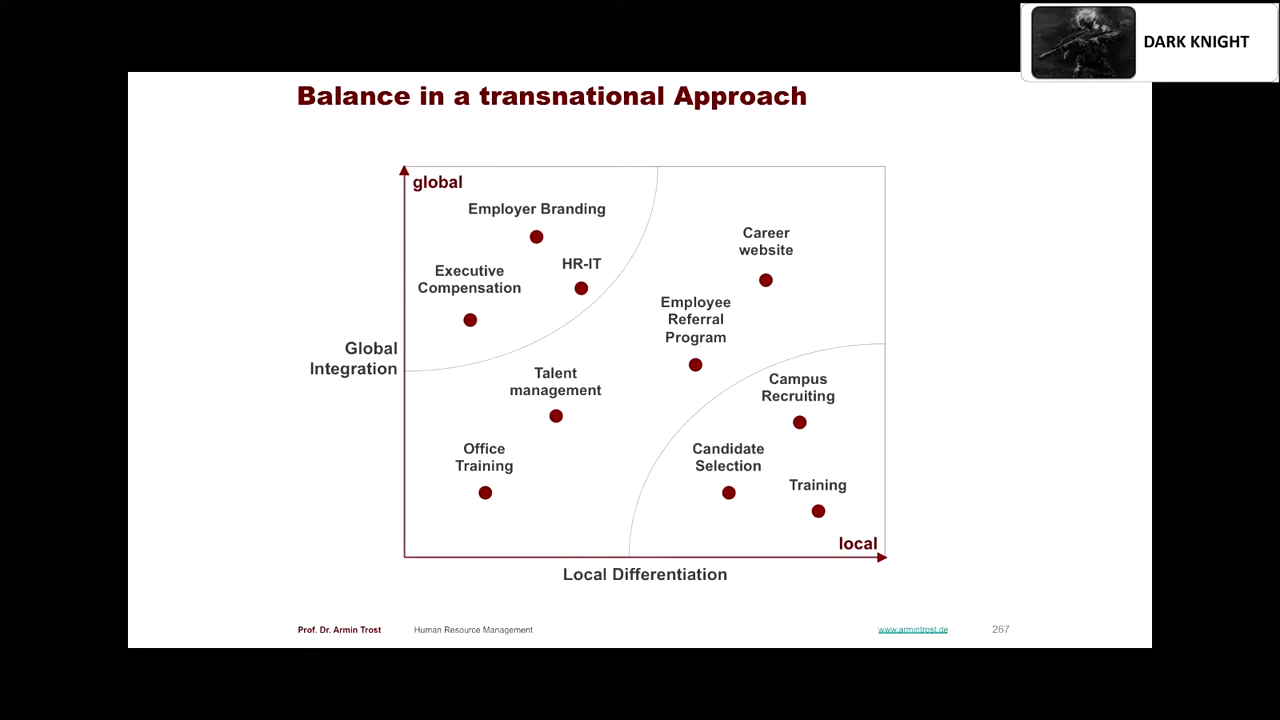 DARK KNIGHT
Balance in a transnational Approach
global
Employer Branding
Career
website
HR-IT
Executive
Compensation
Employee
Referral
Program
Global
Integration
Talent
management
Campus
Recruiting
Office
Training
Candidate
Selection
Training
local
Local Differentiation
Prof. Dr. Armin Trost
Human Resource Management
www.armintrost.de
267